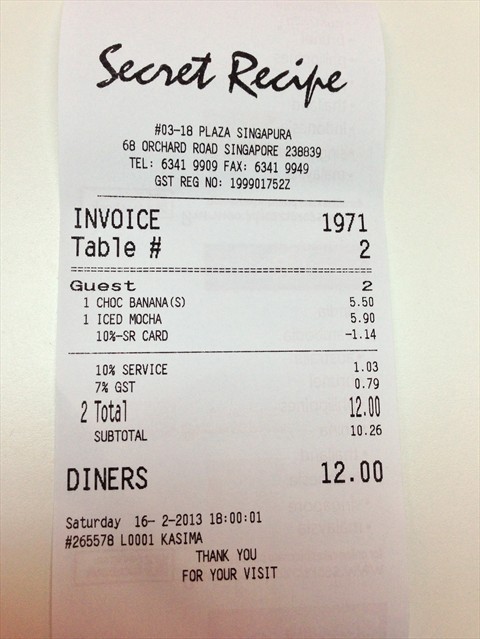 Secret Recipe
#03-18 PLAZA SINGAPURA
68 ORCHARD ROAD SINGAPORE 238839
TEL: 6341 9909 FAX: 6341 9949
GST REG NO: 199901752Z
INVOICE 1971
Table # 2
Guest 2
1 CHOC BANANA(S) 5.50
1 ICED MOCHA 5.90
10%-SR CARD -1.14
10% SERVICE 1.03
7% GST 0.79
2 Total 12.00
SUBTOTAL 10.26
DINERS 12.00
Saturday 16- 2-2013 18:00:01
#265578 L0001 KASIMA
THANK YOU
FOR YOUR VISIT